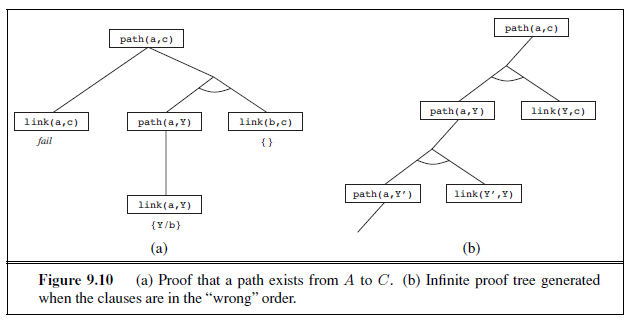 path(a,c)
link(a,c)
path(a,Y)
link(b,c)
fail
{ }
link(a,Y)
{Y/b}
(a)
path(a,c)
path(a,Y)
link(Y,c)
path(a,Y')
link(Y',Y)
(b)
Figure 9.10 (a) Proof that a path exists from A to C. (b) Infinite proof tree generated
when the clauses are in the “wrong” order.